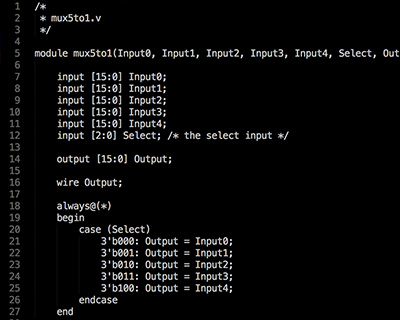 1 /*
2  * mux5to1.v
3  */
4
5 module mux5to1(Input0, Input1, Input2, Input3, Input4, Select, Out
6
7     input [15:0] Input0;
8     input [15:0] Input1;
9     input [15:0] Input2;
10     input [15:0] Input3;
11     input [15:0] Input4;
12     input [2:0] Select; /* the select input */
13
14     output [15:0] Output;
15
16     wire Output;
17
18     always@(*)
19     begin
20         case (Select)
21             3'b000: Output = Input0;
22             3'b001: Output = Input1;
23             3'b010: Output = Input2;
24             3'b011: Output = Input3;
25             3'b100: Output = Input4;
26         endcase
27     end